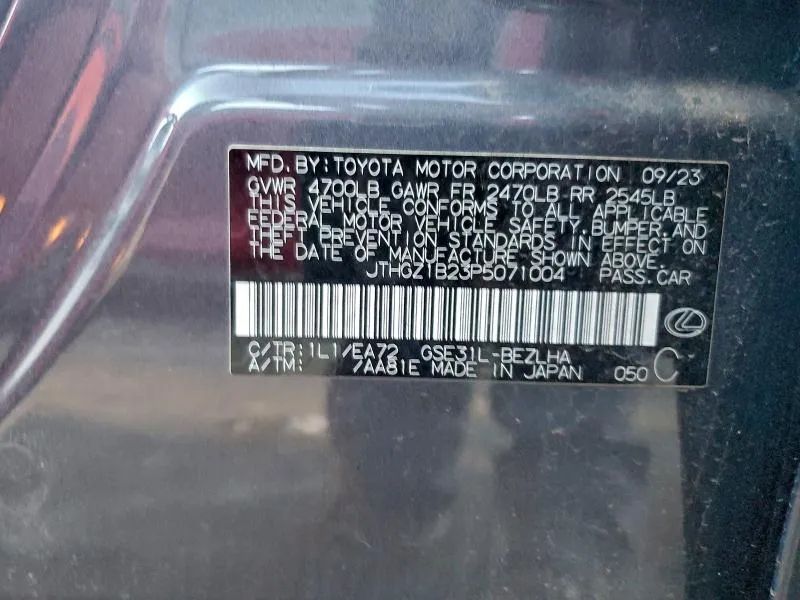 MFD. BY: TOYOTA MOTOR CORPORATION 09/23
GVWR 4700LB GAWR FR 2470LB RR 2545LB
THIS VEHICLE CONFORMS TO ALL APPLICABLE
FEDERAL MOTOR VEHICLE SAFETY, BUMPER, AND
THEFT PREVENTION STANDARDS IN EFFECT ON
THE DATE OF MANUFACTURE SHOWN ABOVE.
JTHGZ1B23P5071004 PASS. CAR
C/TR: 1L1/EA72 GSE31L-BEZLHA
A/TM: /AA81E MADE IN JAPAN 050 C